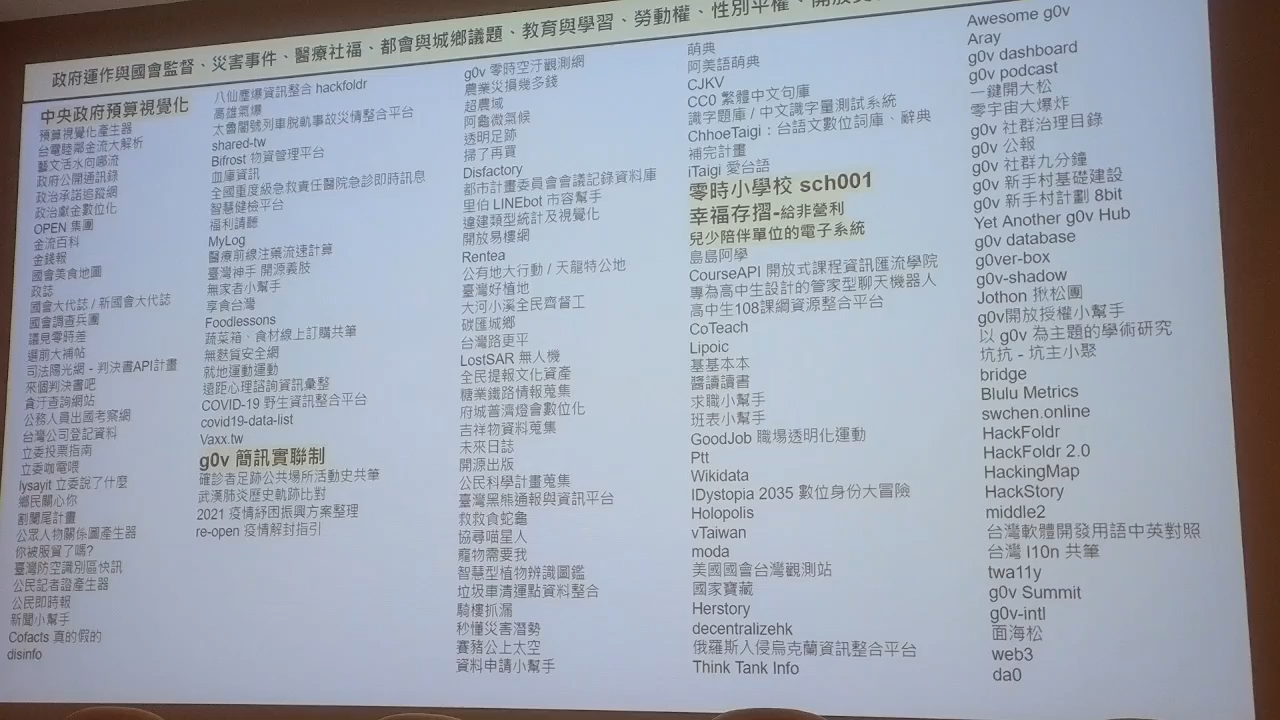 政府運作與國會監督、災害事件、醫療社福、都會與城鄉議題、教育與學習、勞動權、性別平權、開放
中央政府預算視覺化
預算視覺化產生器
台電睦鄰金流大解析
藝文活水向哪流
政府公開通訊錄
政治承諾追蹤網
政治獻金數位化
OPEN 集團
金流百科
金錢報
國會美食地圖
政誌
國會大代誌 / 新國會大代誌
國會調查兵團
議見零時差
選前大補帖
司法陽光網 - 判決書API計畫
來個判決書吧
貪汙查詢網站
公務人員出國考察網
台灣公司登記資料
立委投票指南
立委咖電喂
lysayit 立委說了什麼
鄉民關心你
割闌尾計畫
公眾人物關係圖產生器
你被服貿了嗎?
臺灣防空識別區快訊
公民記者證產生器
公民即時報
新聞小幫手
Cofacts 真的假的
disinfo
八仙塵爆資訊整合 hackfoldr
高雄氣爆
太魯閣號列車脫軌事故災情整合平台
shared-tw
Bifrost 物資管理平台
血庫資訊
全國重度級急救責任醫院急診即時訊息
智慧健檢平台
福利請聽
MyLog
醫療前線注藥流速計算
臺灣神手 開源義肢
無家者小幫手
享食台灣
Foodlessons
蔬菜箱、食材線上訂購共筆
無麩質安全網
就地運動運動
遠距心理諮詢資訊彙整
COVID-19 野生資訊整合平台
covid19-data-list
Vaxx.tw
g0v 簡訊實聯制
確診者足跡公共場所活動史共筆
武漢肺炎歷史軌跡比對
2021 疫情紓困振興方案整理
re-open 疫情解封指引
g0v 零時空汙觀測網
農業災損幾多錢
超農域
阿龜微氣候
透明足跡
掃了再買
Disfactory
都市計畫委員會會議記錄資料庫
里伯 LINEbot 市容幫手
違建類型統計及視覺化
開放易樓網
Rentea
公有地大行動 / 天龍特公地
臺灣好植地
大河小溪全民齊督工
碳匯城鄉
台灣路更平
LostSAR 無人機
全民提報文化資產
糖業鐵路情報蒐集
府城普濟燈會數位化
吉祥物資料蒐集
未來日誌
開源出版
公民科學計畫蒐集
臺灣黑熊通報與資訊平台
救救食蛇龜
協尋喵星人
寵物需要我
智慧型植物辨識圖鑑
垃圾車清運點資料整合
騎樓抓漏
秒懂災害潛勢
賽豬公上太空
資料申請小幫手
萌典
阿美語萌典
CJKV
CC0 繁體中文句庫
識字題庫 / 中文識字量測試系統
ChhoeTaigi：台語文數位詞庫、辭典
補完計畫
iTaigi 愛台語
零時小學校 sch001
幸福存摺-給非營利
兒少陪伴單位的電子系統
島島阿學
CourseAPI 開放式課程資訊匯流學院
專為高中生設計的管家型聊天機器人
高中生108課綱資源整合平台
CoTeach
Lipoic
基基本本
醬讀讀書
求職小幫手
班表小幫手
GoodJob 職場透明化運動
Ptt
Wikidata
IDystopia 2035 數位身份大冒險
Holopolis
vTaiwan
moda
美國國會台灣觀測站
國家寶藏
Herstory
decentralizehk
俄羅斯入侵烏克蘭資訊整合平台
Think Tank Info
Awesome g0v
Aray
g0v dashboard
g0v podcast
一鍵開大松
零宇宙大爆炸
g0v 社群治理目錄
g0v 公報
g0v 社群九分鐘
g0v 新手村基礎建設
g0v 新手村計劃 8bit
Yet Another g0v Hub
g0v database
g0ver-box
g0v-shadow
Jothon 揪松團
g0v開放授權小幫手
以 g0v 為主題的學術研究
坑坑 - 坑主小聚
bridge
Blulu Metrics
swchen.online
HackFoldr
HackFoldr 2.0
HackingMap
HackStory
middle2
台灣軟體開發用語中英對照
台灣 l10n 共筆
twa11y
g0v Summit
g0v-intl
面海松
web3
da0